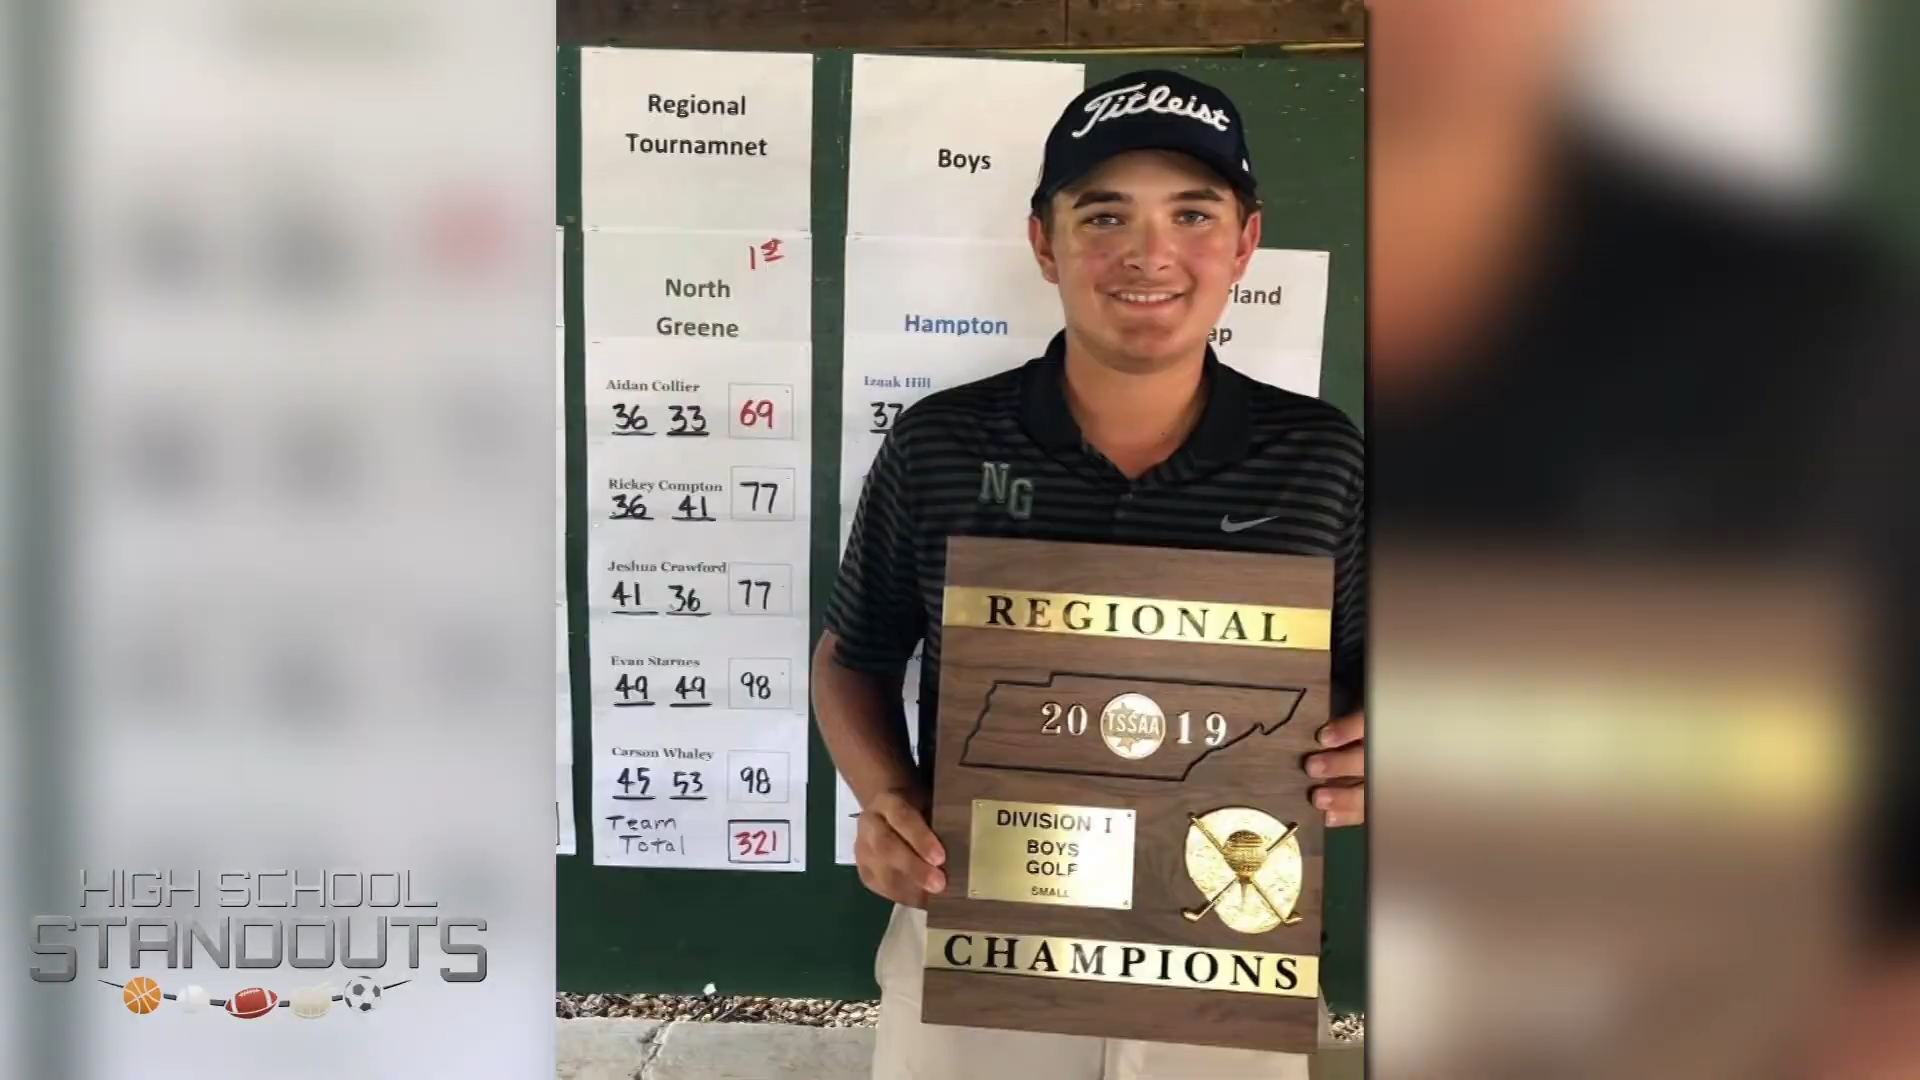 Regional
Tournamnet
1st
North
Greene
Aidan Collier
36 33 69
Rickey Compton
36 41 77
Jeshua Crawford
41 36 77
Evan Starnes
49 49 98
Carson Whaley
45 53 98
Team
Total 321
Boys
Hampton
Izaak Hill
37
rland
ap
Titleist
NG
REGIONAL
20 TSSAA 19
DIVISION I
BOYS
GOLF
SMALL
CHAMPIONS
HIGH SCHOOL
STANDOUTS